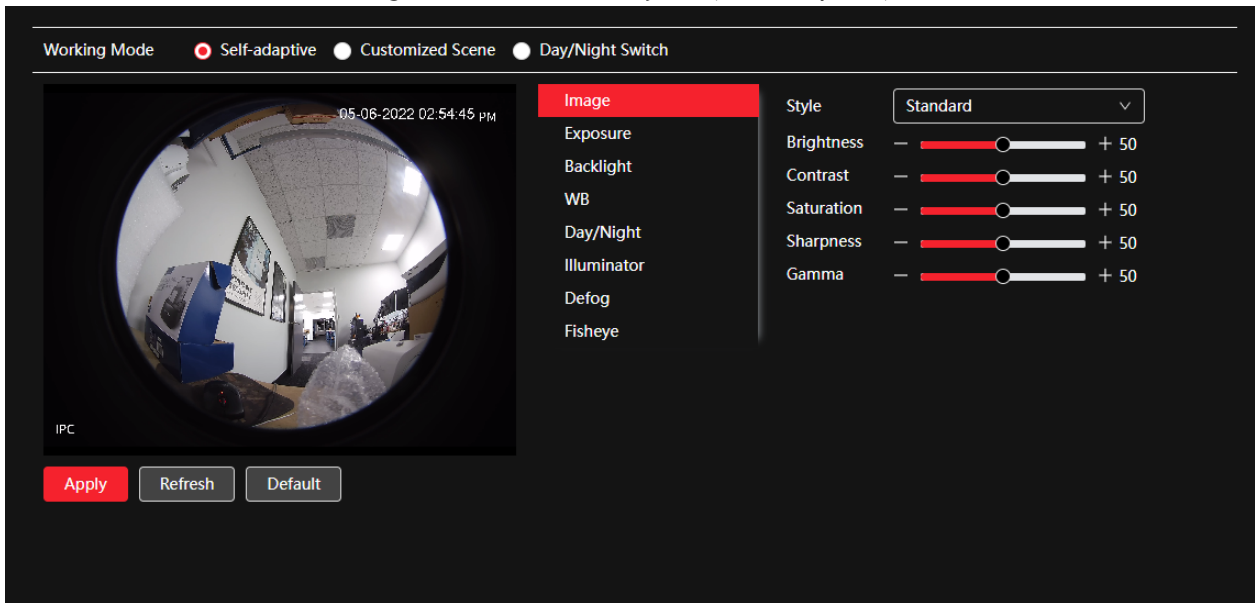 Working Mode Self-adaptive Customized Scene Day/Night Switch
05-06-2022 02:54:45 PM
IPC
Apply Refresh Default
Image
Exposure
Backlight
WB
Day/Night
Illuminator
Defog
Fisheye
Style Standard
Brightness − + 50
Contrast − + 50
Saturation − + 50
Sharpness − + 50
Gamma − + 50